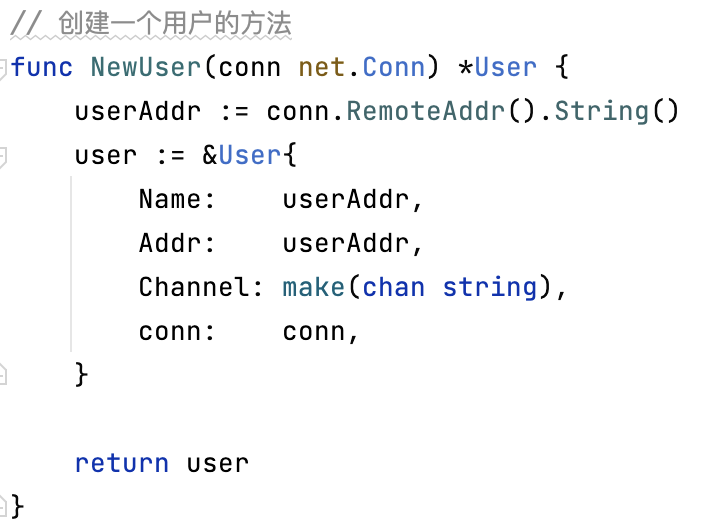 // 创建一个用户的方法
func NewUser(conn net.Conn) *User {
    userAddr := conn.RemoteAddr().String()
    user := &User{
        Name:    userAddr,
        Addr:    userAddr,
        Channel: make(chan string),
        conn:    conn,
    }

    return user
}